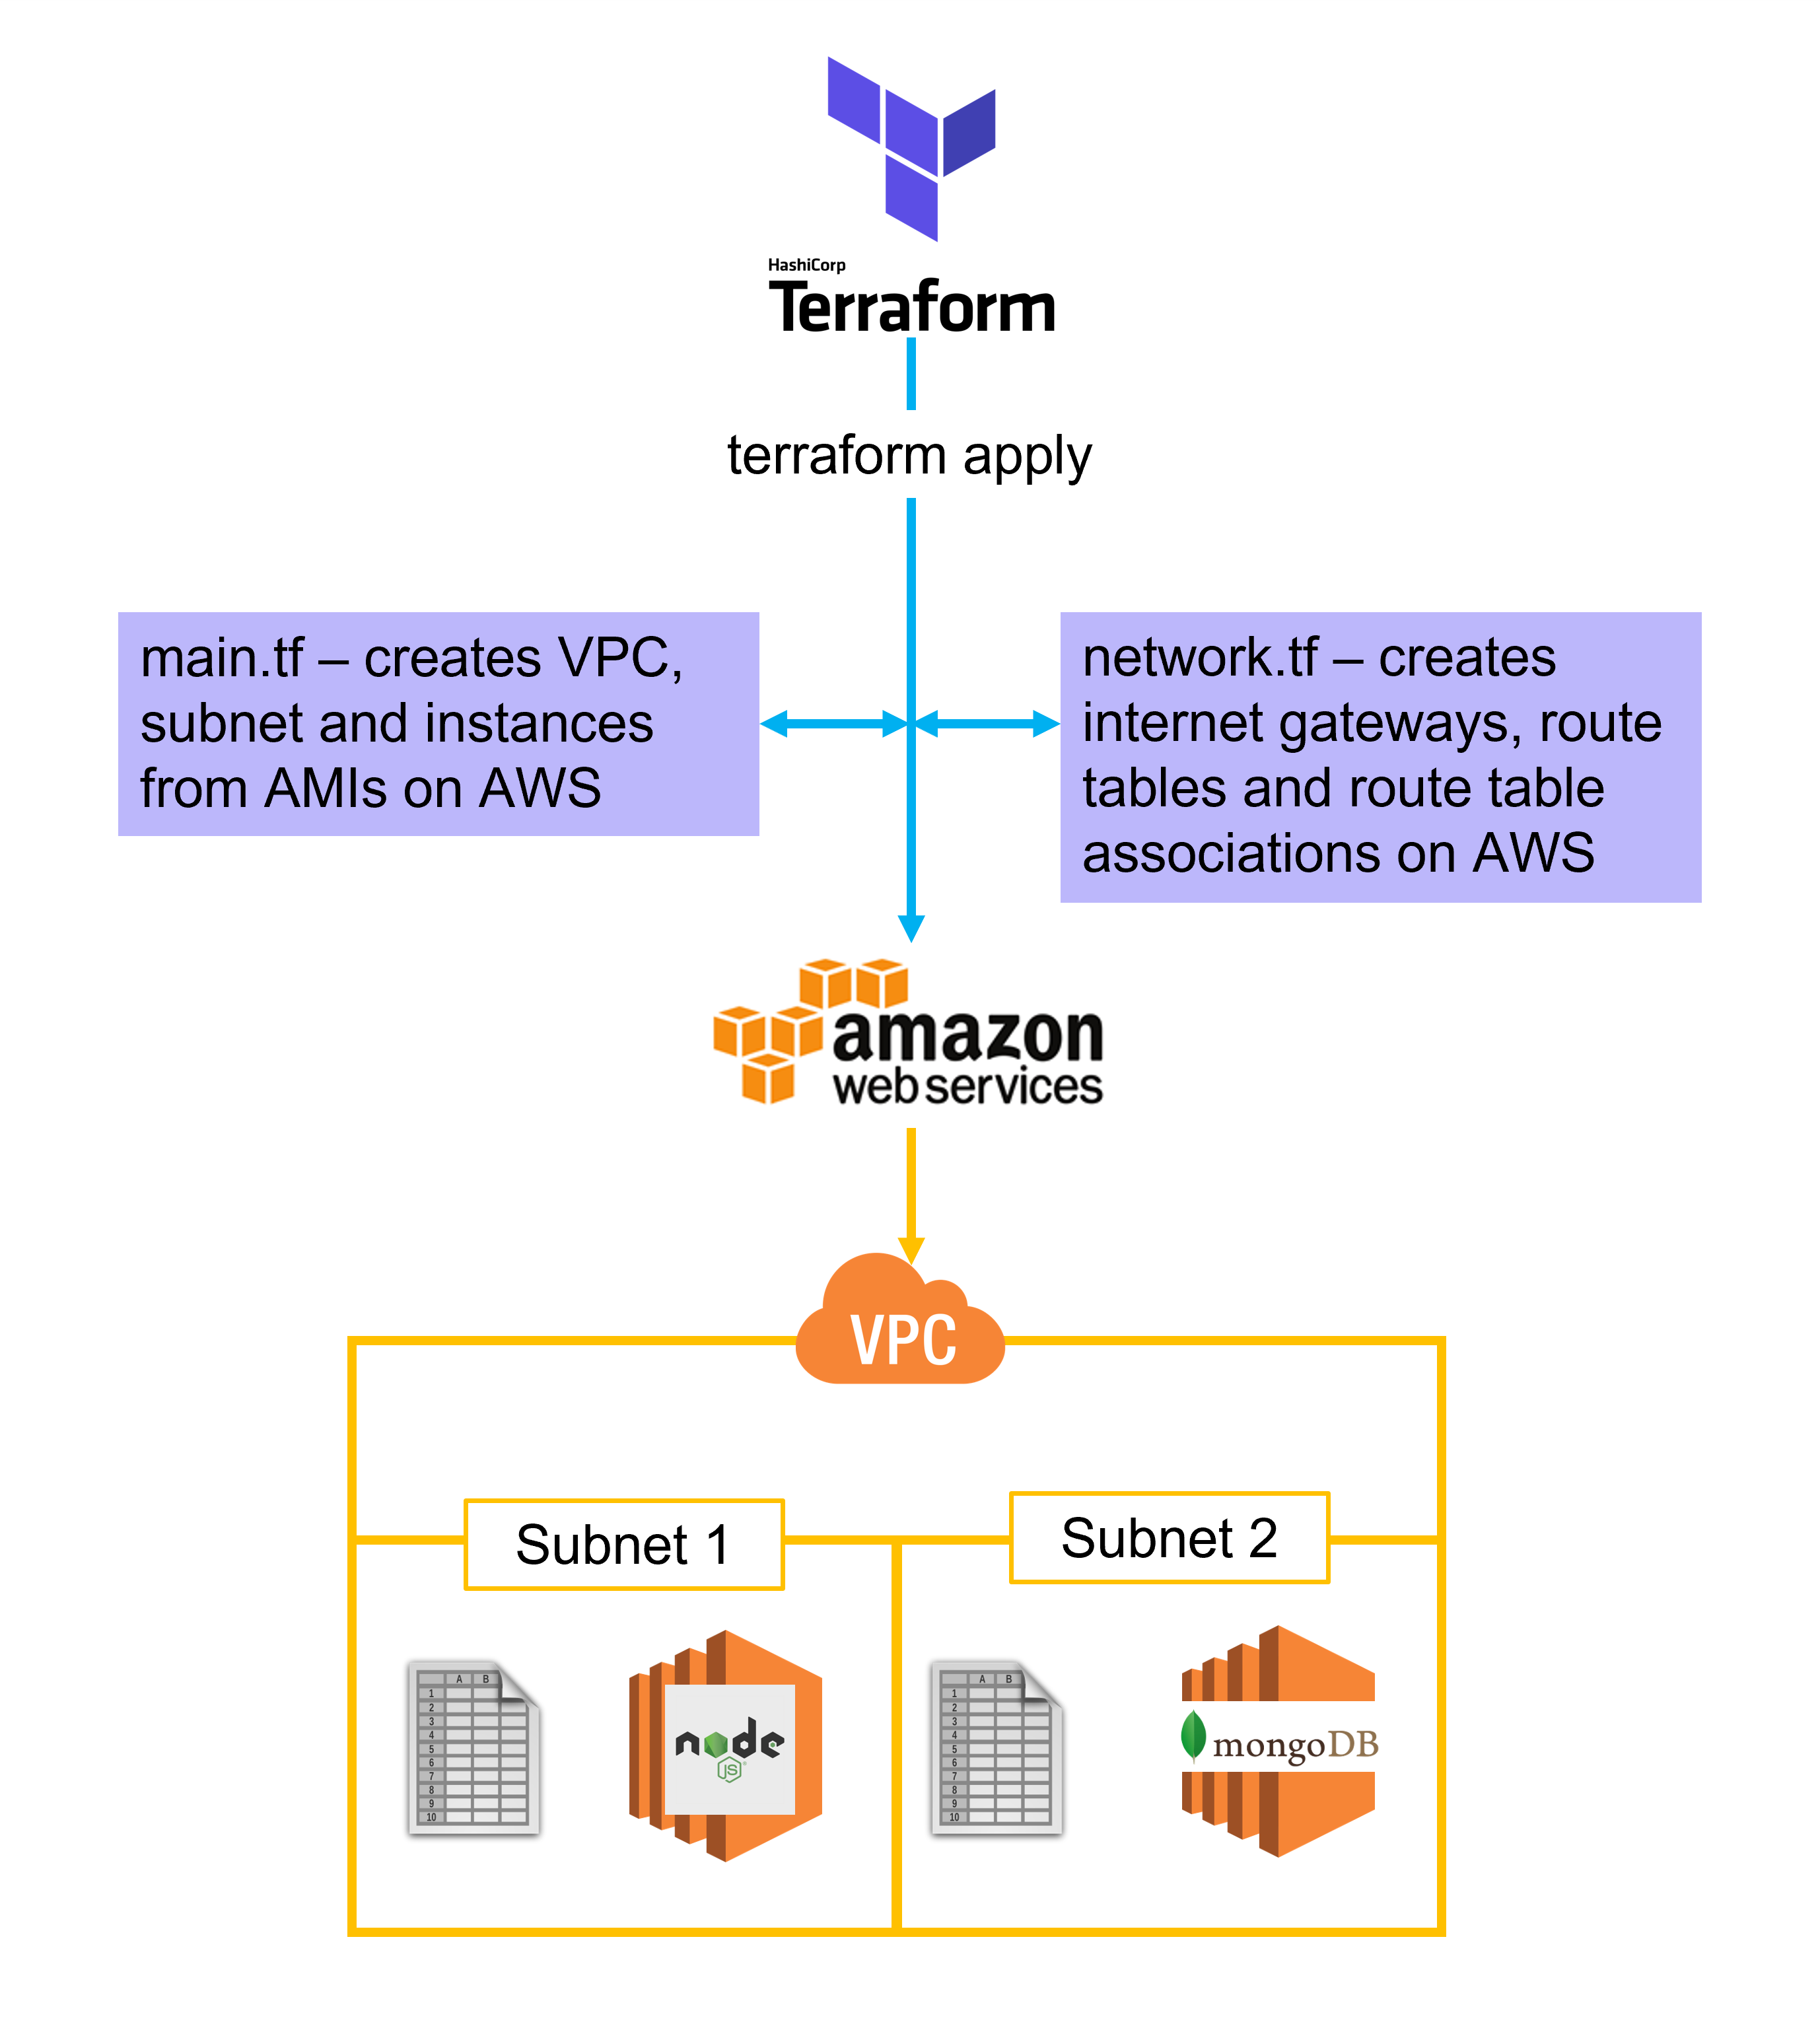 HashiCorp
Terraform
terraform apply
main.tf – creates VPC,
subnet and instances
from AMIs on AWS
network.tf – creates
internet gateways, route
tables and route table
associations on AWS
amazon
web services
VPC
Subnet 1
Subnet 2
A B
1
2
3
4
5
6
7
8
9
10
node
JS
A B
1
2
3
4
5
6
7
8
9
10
mongoDB